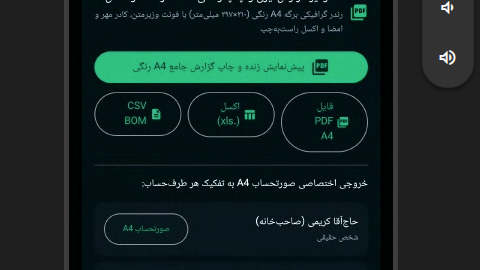 رندر گرافیکی برگه A4 رنگی (۲۱۰×۲۹۷ میلی‌متر) با فونت وزیرمتن، کادر مهر و
امضا و اکسل راست‌به‌چپ
پیش‌نمایش زنده و چاپ گزارش جامع A4 رنگی
فایل
PDF
A4
اکسل
(.xls)
CSV
BOM
خروجی اختصاصی صورتحساب A4 به تفکیک هر طرف‌حساب:
حاج‌آقا کریمی (صاحب‌خانه)
شخص حقیقی
صورتحساب A4